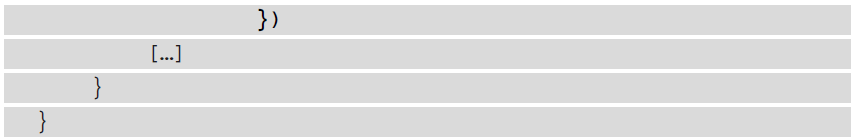 })
[…]
}
}